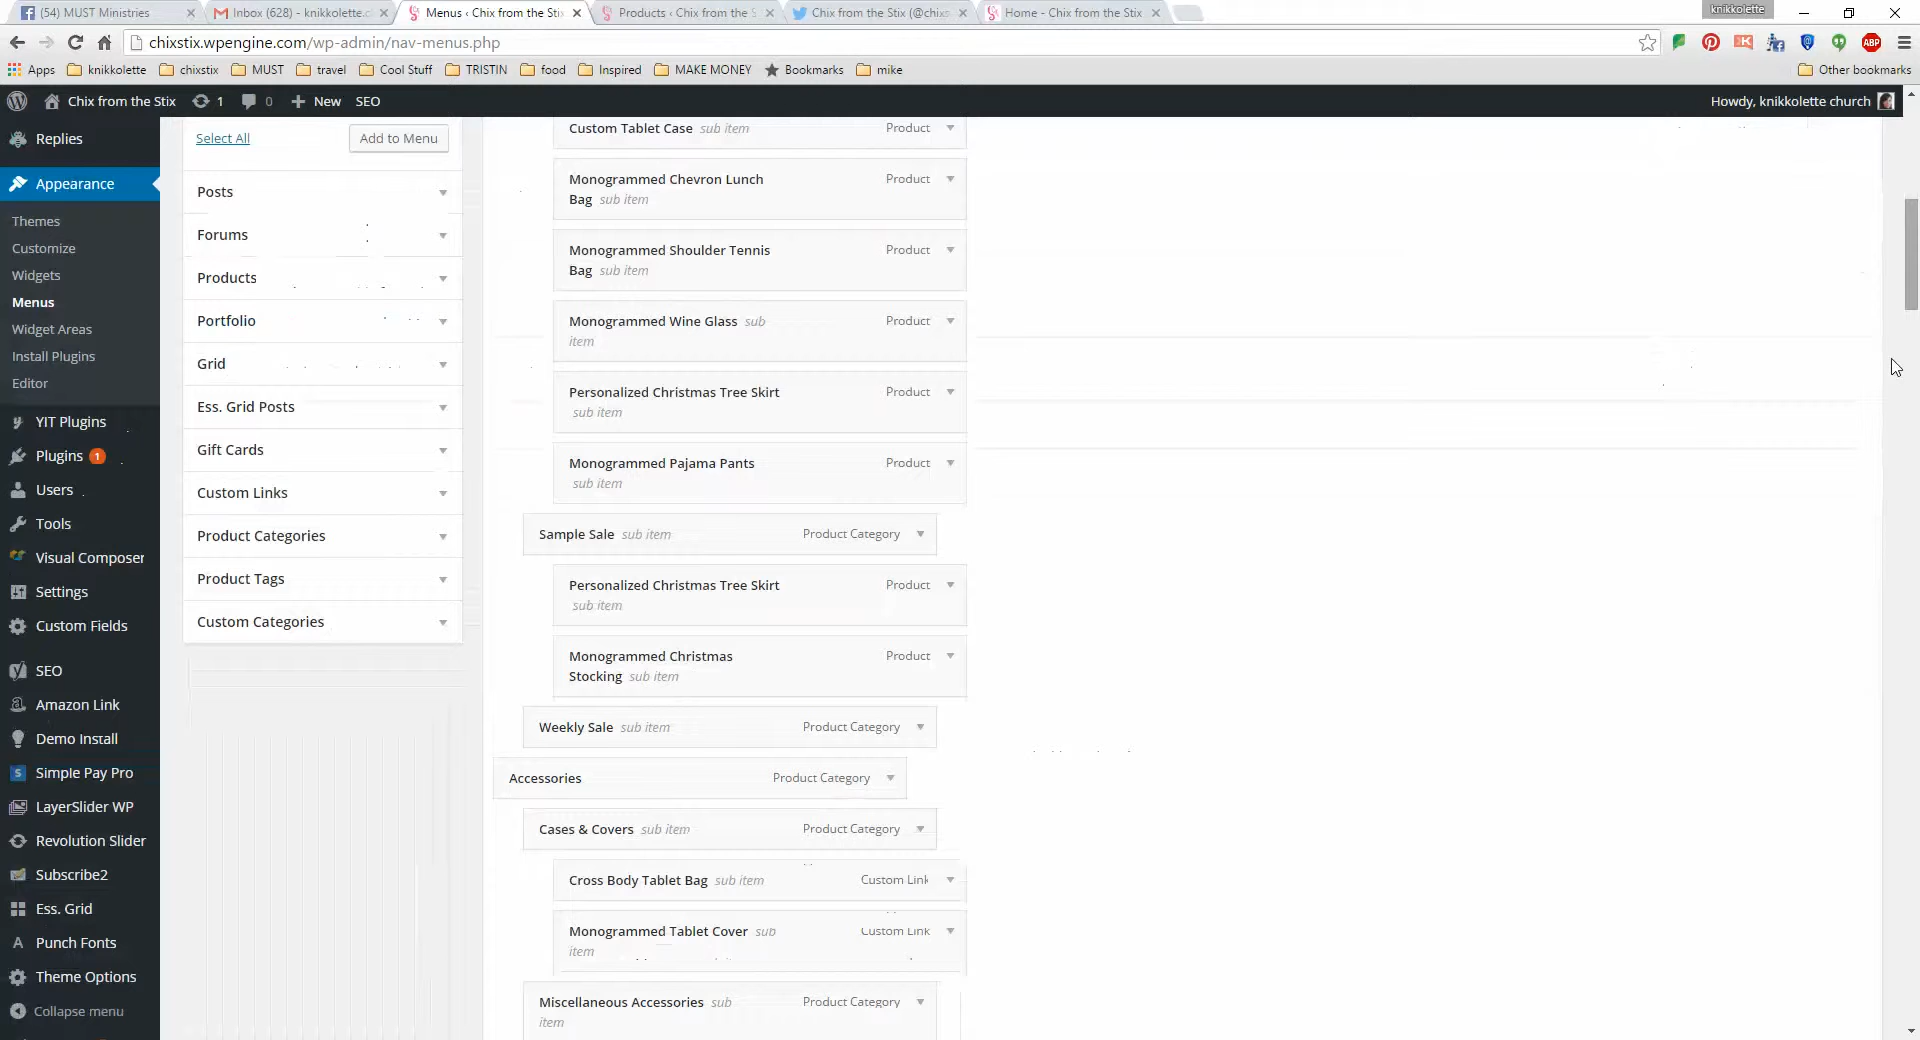 (54) MUST Ministries
Inbox (628) - knikkolette.c
Menus ‹ Chix from the Stix
Products ‹ Chix from the S
Chix from the Stix (@chixs
Home - Chix from the Stix
knikkolette
chixstix.wpengine.com/wp-admin/nav-menus.php
Apps knikkolette chixstix MUST travel Cool Stuff TRISTIN food Inspired MAKE MONEY Bookmarks mike Other bookmarks
ABP
Chix from the Stix 1 0 New SEO Howdy, knikkolette church
Replies
Appearance
Themes
Customize
Widgets
Menus
Widget Areas
Install Plugins
Editor
YIT Plugins
Plugins 1
Users
Tools
Visual Composer
Settings
Custom Fields
SEO
Amazon Link
Demo Install
Simple Pay Pro
LayerSlider WP
Revolution Slider
Subscribe2
Ess. Grid
Punch Fonts
Theme Options
Collapse menu
Select All Add to Menu
Posts
Forums
Products
Portfolio
Grid
Ess. Grid Posts
Gift Cards
Custom Links
Product Categories
Product Tags
Custom Categories
Custom Tablet Case sub item Product
Monogrammed Chevron Lunch Product
Bag sub item
Monogrammed Shoulder Tennis Product
Bag sub item
Monogrammed Wine Glass sub Product
item
Personalized Christmas Tree Skirt Product
sub item
Monogrammed Pajama Pants Product
sub item
Sample Sale sub item Product Category
Personalized Christmas Tree Skirt Product
sub item
Monogrammed Christmas Product
Stocking sub item
Weekly Sale sub item Product Category
Accessories Product Category
Cases & Covers sub item Product Category
Cross Body Tablet Bag sub item Custom Link
Monogrammed Tablet Cover sub Custom Link
item
Miscellaneous Accessories sub Product Category
item